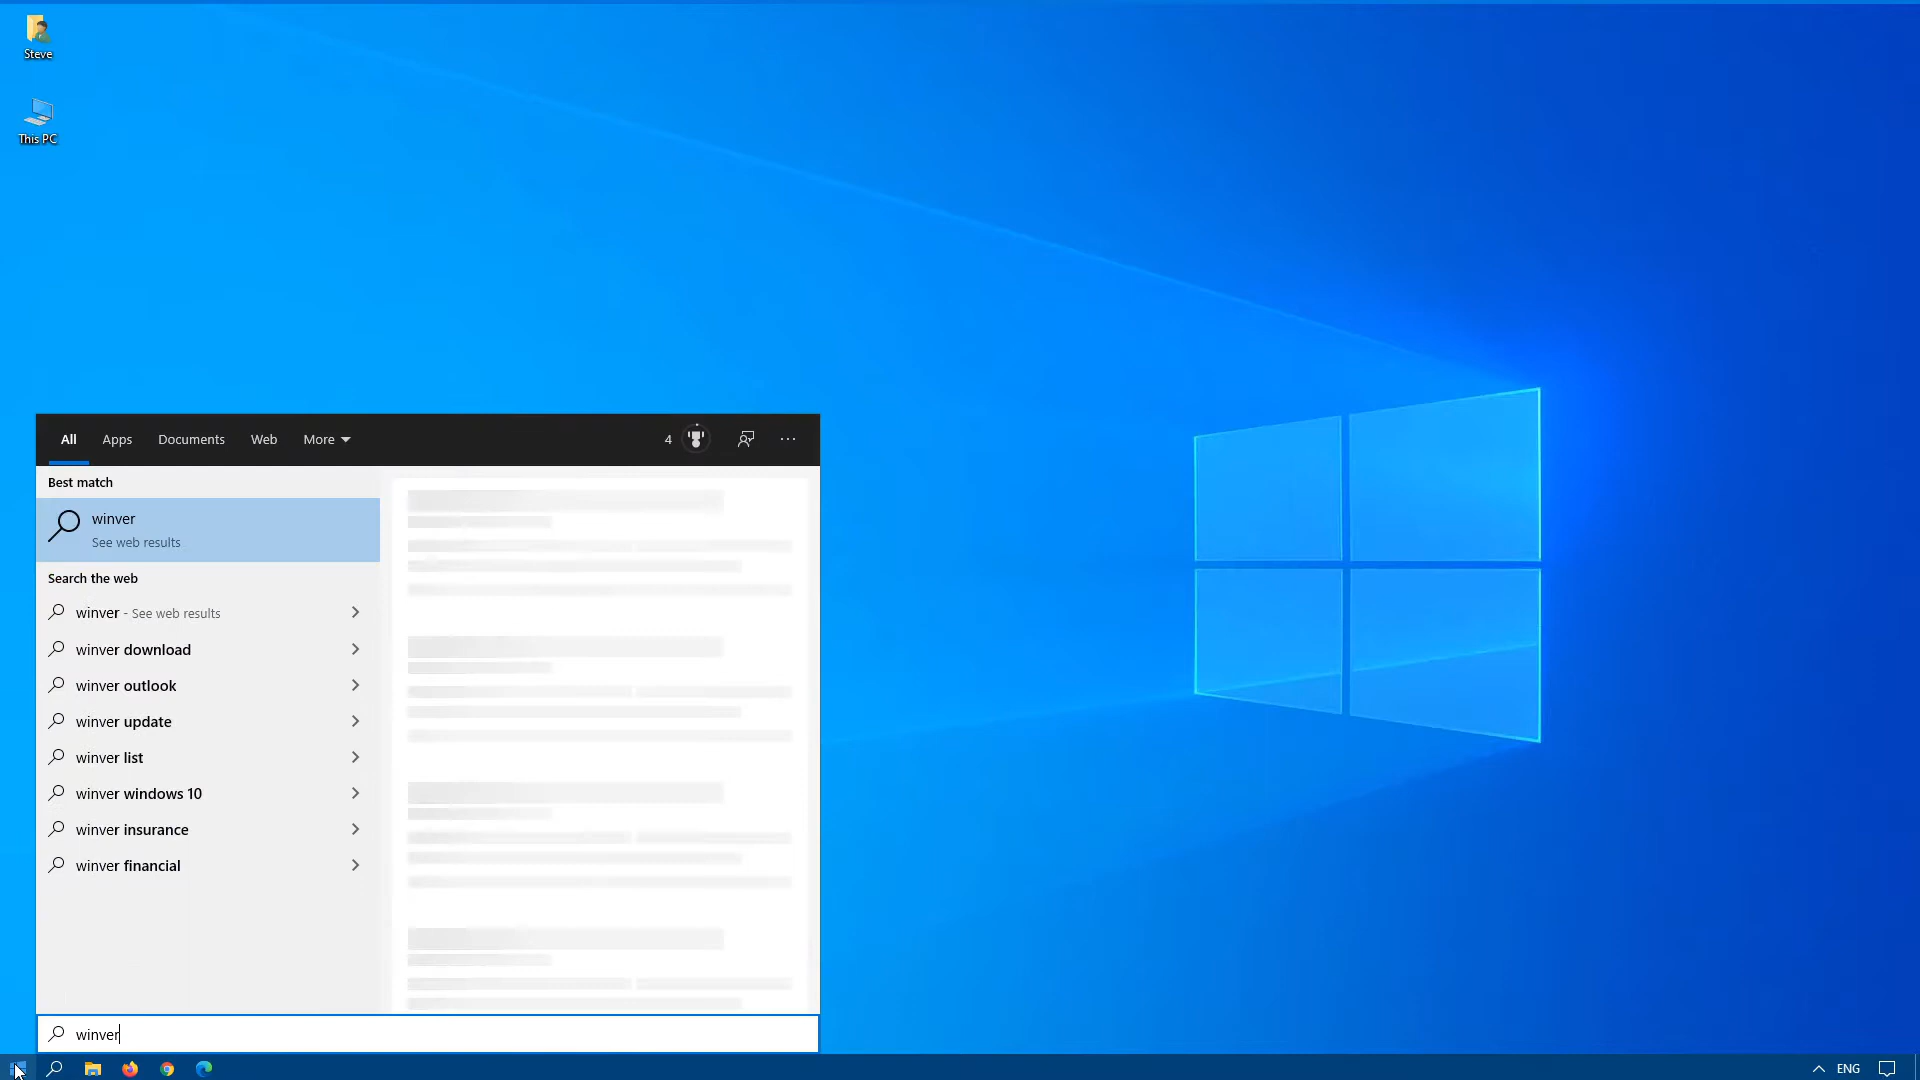 Steve
This PC
All Apps Documents Web More 4 ...
Best match
winver
See web results
Search the web
winver - See web results
winver download
winver outlook
winver update
winver list
winver windows 10
winver insurance
winver financial
winver
ENG